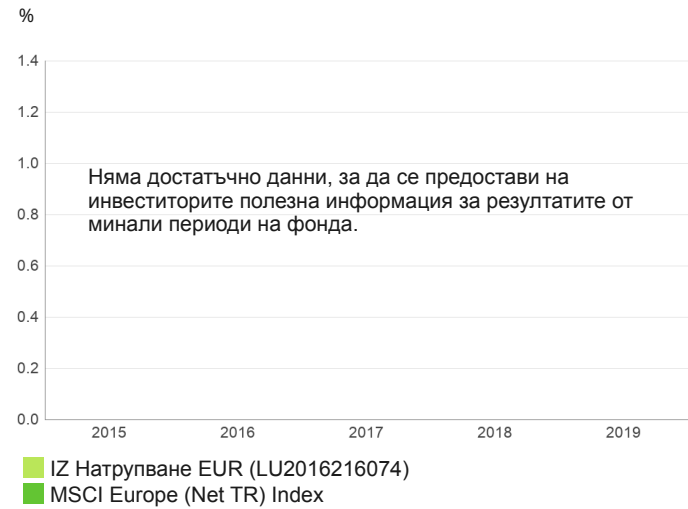 %
1.4
1.2
1.0
Няма достатъчно данни, за да се предостави на
инвеститорите полезна информация за резултатите от
0.8
минали периоди на фонда.
0.6
0.4
0.2
0.0
2015 2016 2017 2018 2019
IZ Натрупване EUR (LU2016216074)
MSCI Europe (Net TR) Index